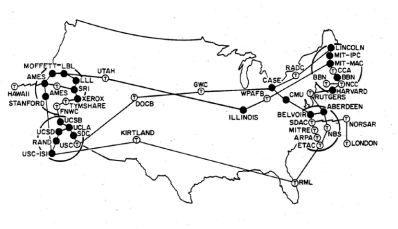 MOFFETT
LBL
LINCOLN
MIT-IPC
RADC
MIT-MAC
AMES
LLL
UTAH
CASE
CCA
GWC
BBN
BBN
HAWAII
AMES
SRI
WPAFB
NCC
XEROX
HARVARD
STANFORD
TYMSHARE
DOCB
CMU
RUTGERS
FNWC
ABERDEEN
UCSB
ILLINOIS
BELVOIR
UCSD
UCLA
SDAC
NORSAR
SDC
KIRTLAND
MITRE
NBS
RAND
USC
ARPA
LONDON
USC-ISI
ETAC
RML